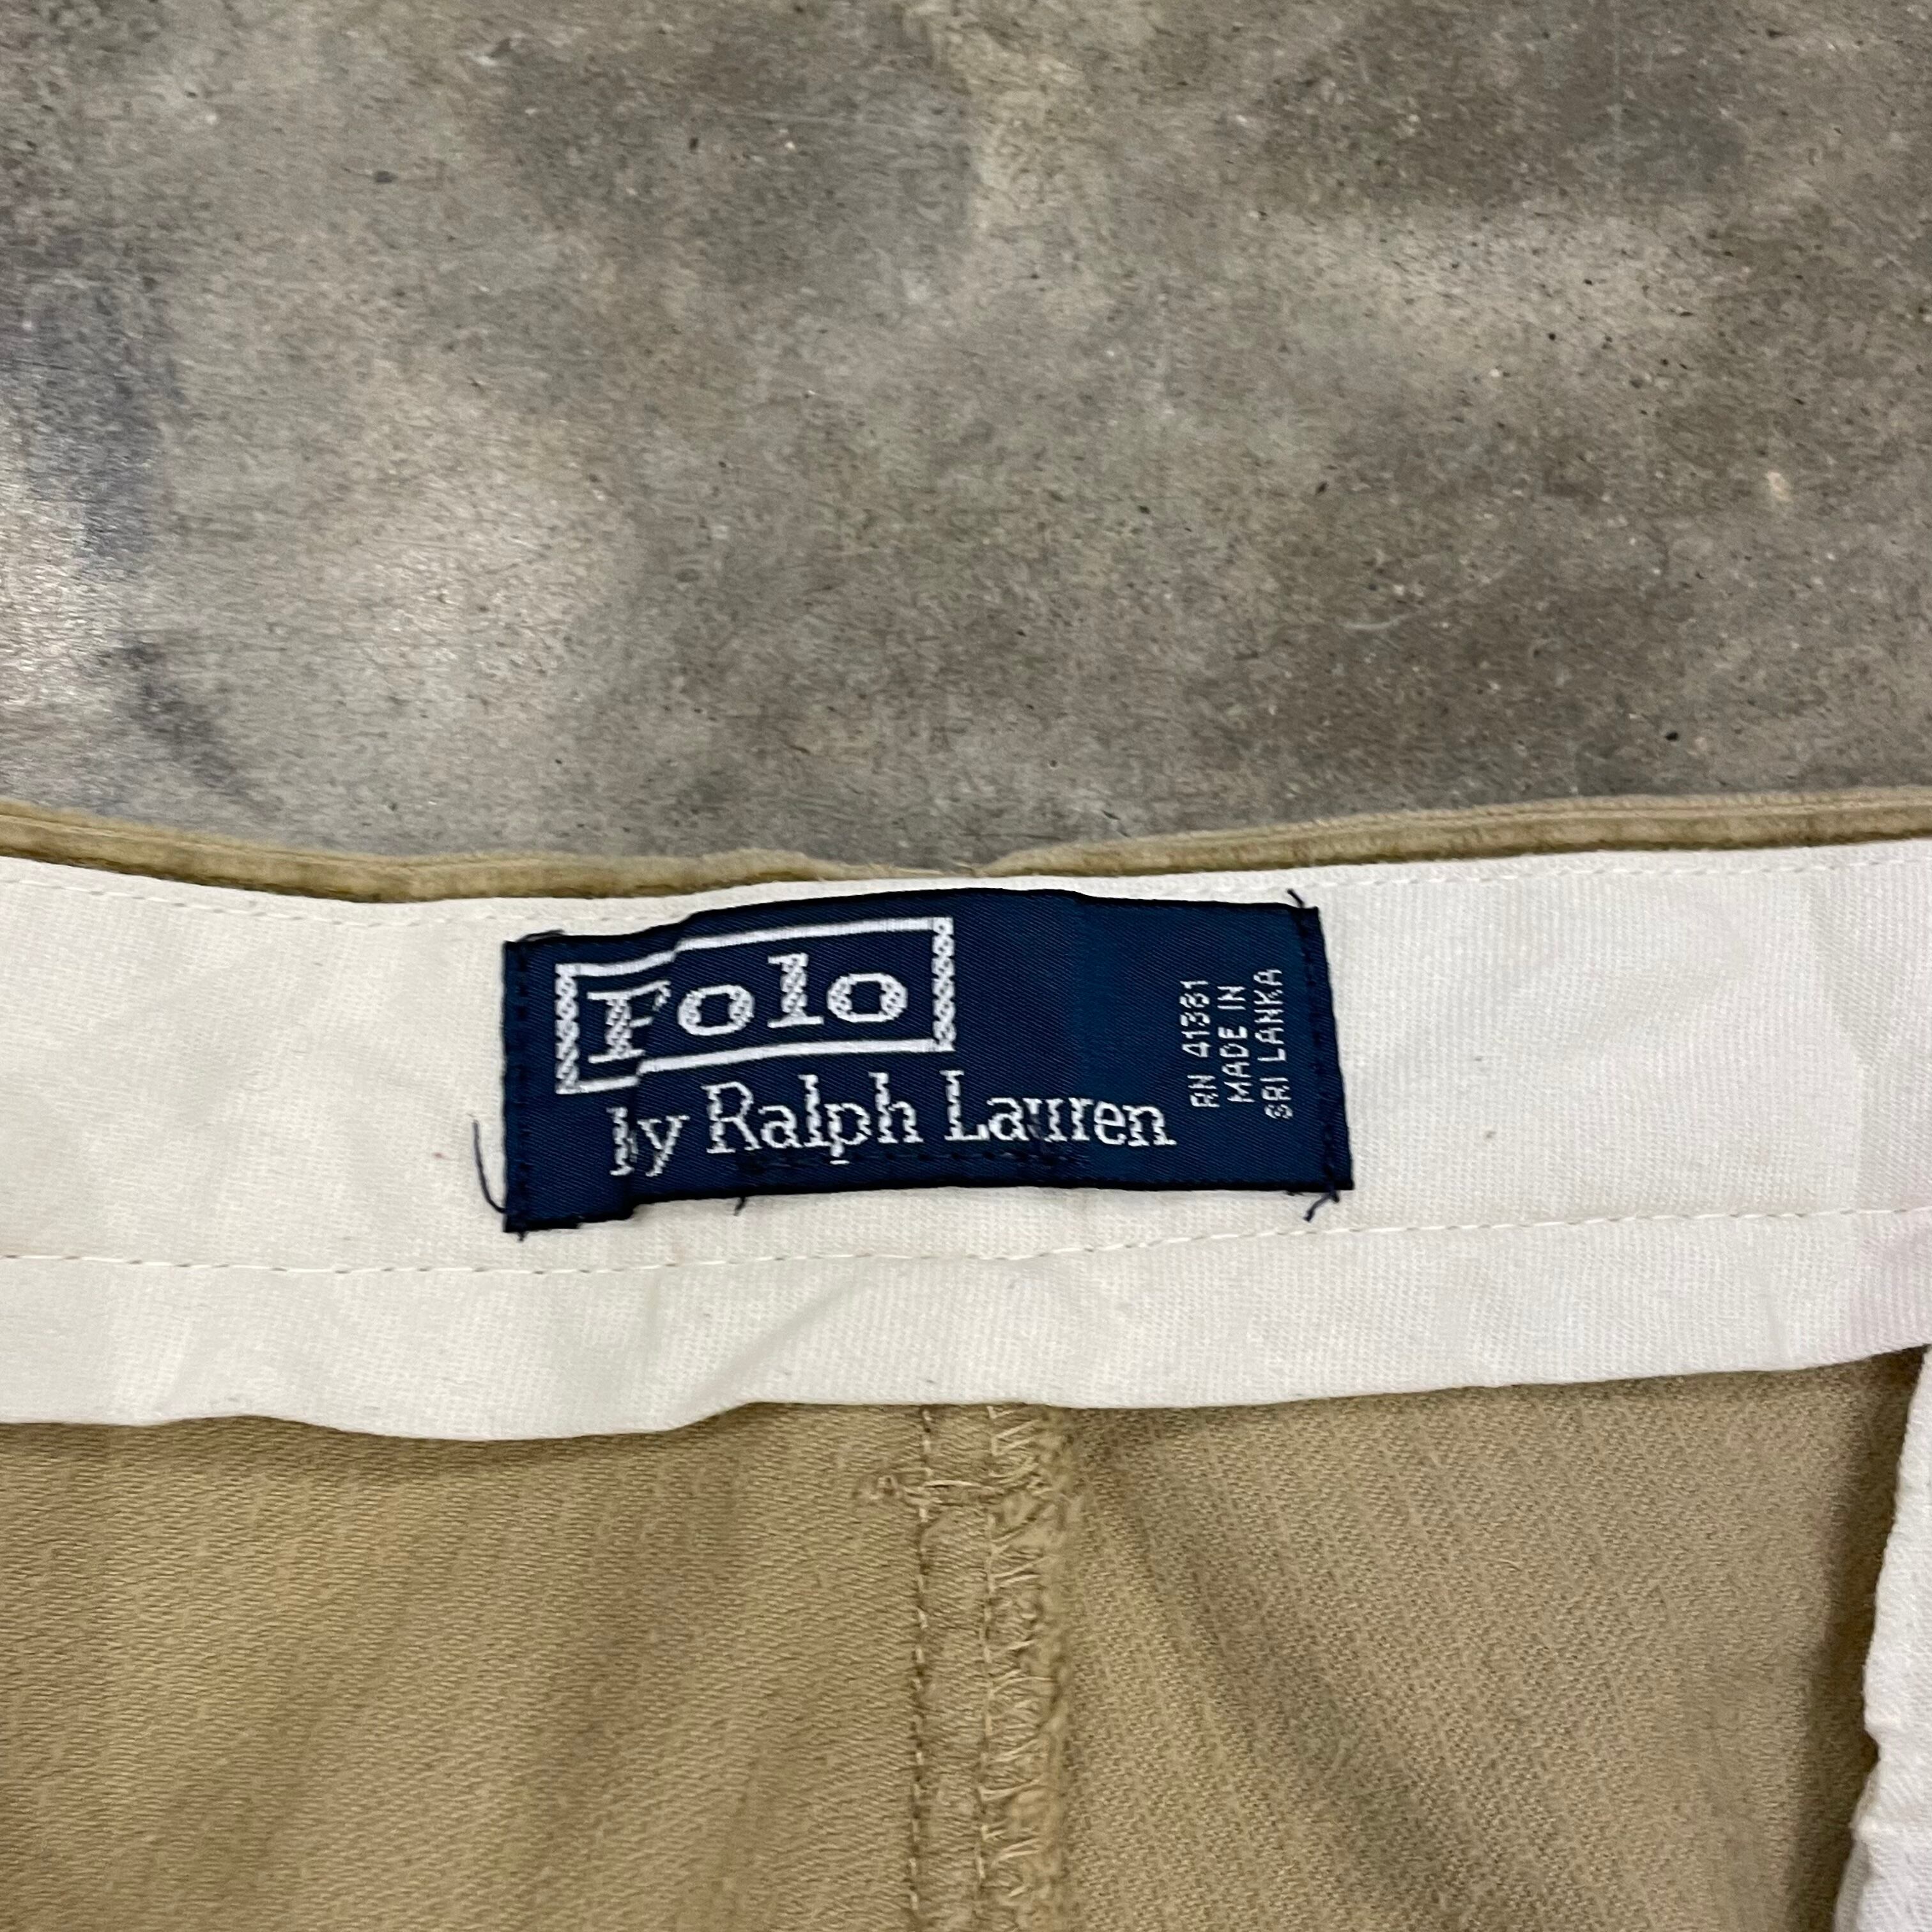 Polo
by Ralph Lauren
RN 41381
MADE IN
SRI LANKA